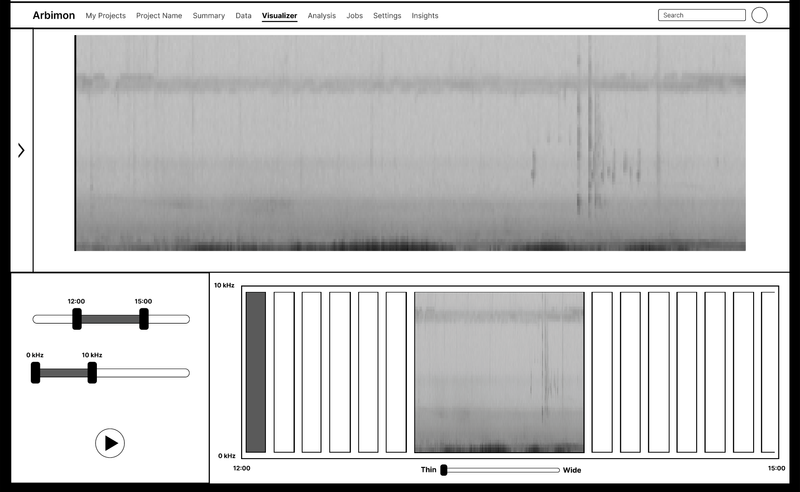 Arbimon My Projects Project Name Summary Data Visualizer Analysis Jobs Settings Insights Search
12:00 15:00
0 kHz 10 kHz
10 kHz
0 kHz
12:00 15:00
Thin Wide